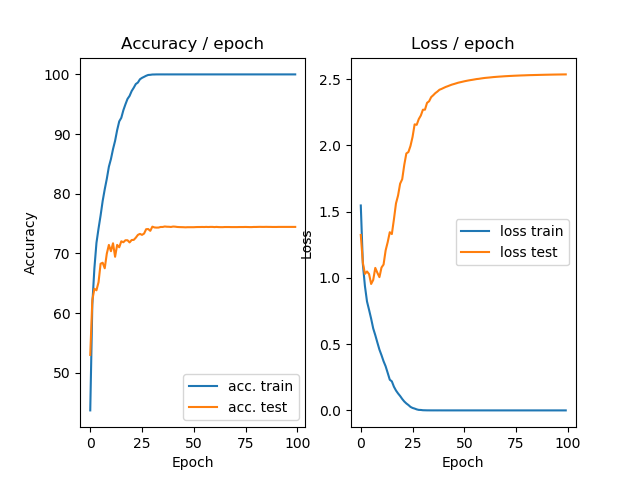 Accuracy / epoch
100
90
80
70
60
50
Accuracy
0
25
50
75
100
Epoch
acc. train
acc. test
Loss / epoch
2.5
2.0
1.5
1.0
0.5
0.0
Loss
0
25
50
75
100
Epoch
loss train
loss test